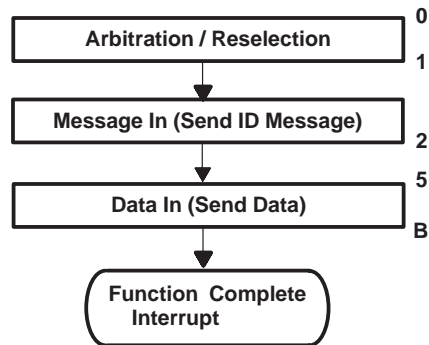 0
Arbitration / Reselection
1
Message In (Send ID Message)
2
5
Data In (Send Data)
B
Function Complete
Interrupt